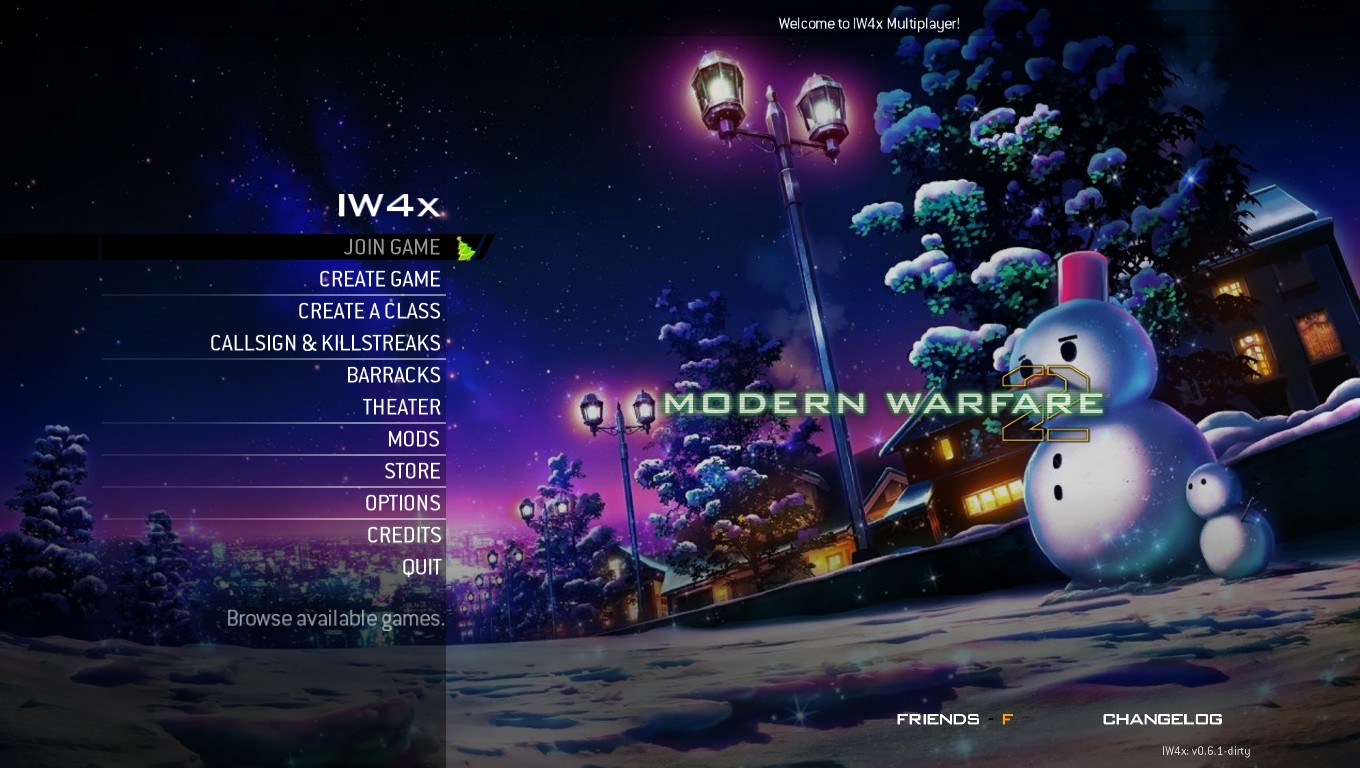 Welcome to IW4x Multiplayer!
IW4x
JOIN GAME
CREATE GAME
CREATE A CLASS
CALLSIGN & KILLSTREAKS
BARRACKS
THEATER
MODS
STORE
OPTIONS
CREDITS
QUIT
Browse available games.
MODERN WARFARE 2
FRIENDS - F
CHANGELOG
IW4x: v0.6.1-dirty